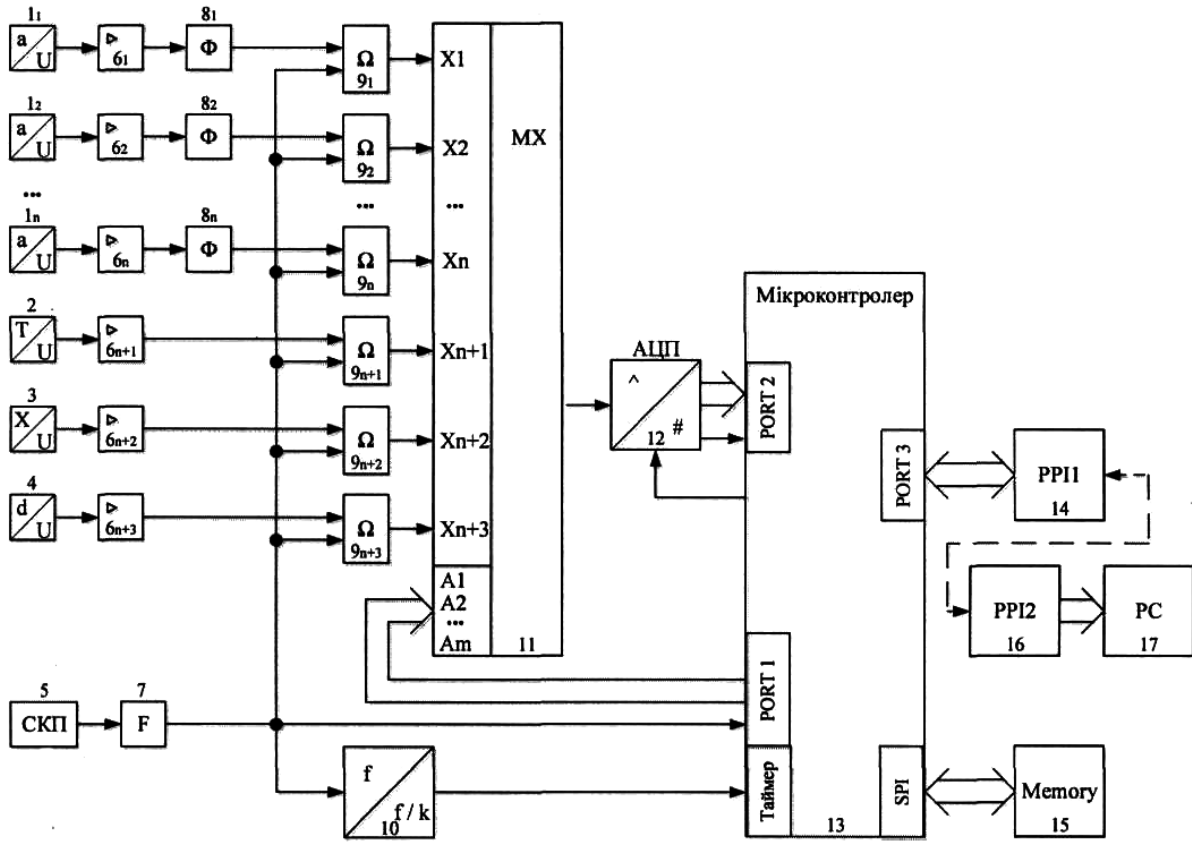 1₁
a
U
▷
6₁
8₁
Φ
Ω
9₁
X1
MX
1₂
a
U
▷
6₂
8₂
Φ
Ω
9₂
X2
...
...
...
1n
a
U
▷
6n
8n
Φ
Ω
9n
Xn
2
T
U
▷
6n+1
Ω
9n+1
Xn+1
3
X
U
▷
6n+2
Ω
9n+2
Xn+2
4
d
U
▷
6n+3
Ω
9n+3
Xn+3
A1
A2
...
Am
11
5
СКП
7
F
f
f / k
10
АЦП
^
#
12
Мікроконтролер
PORT 2
PORT 3
PORT 1
Таймер
SPI
13
PPI1
14
PPI2
16
PC
17
Memory
15